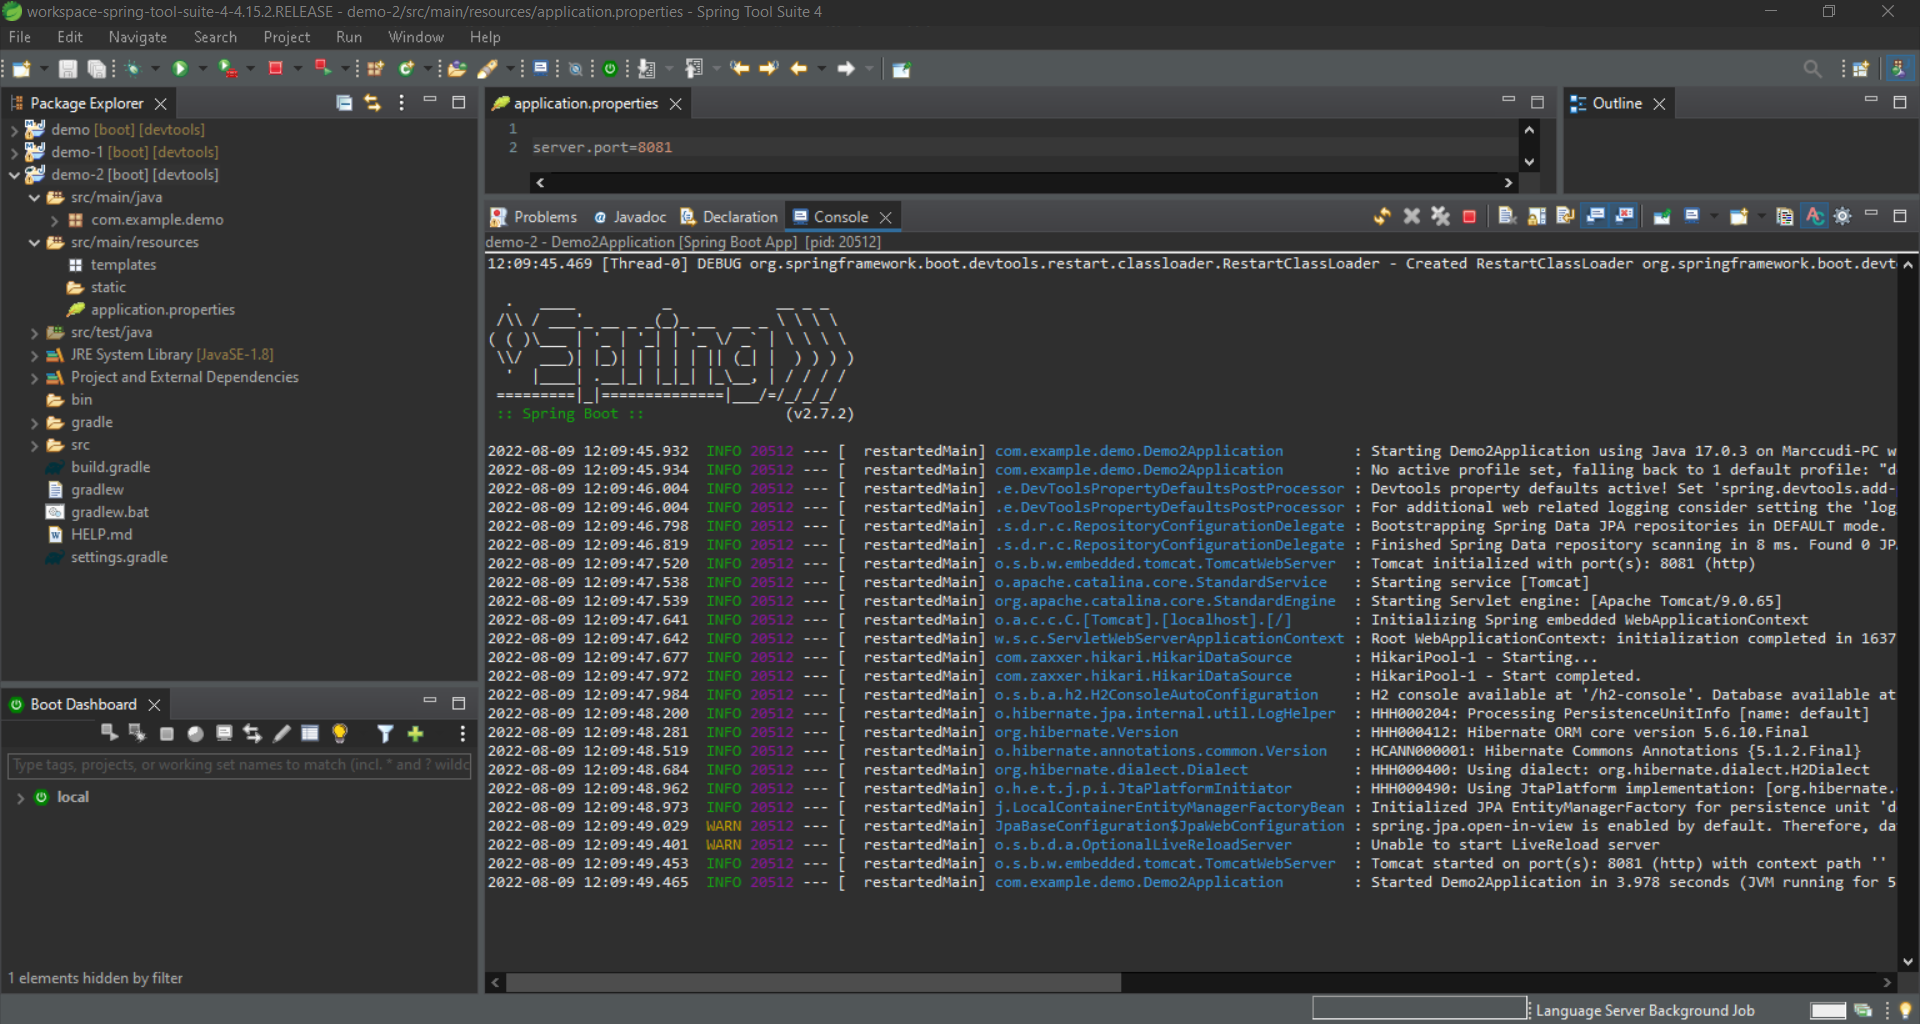 workspace-spring-tool-suite-4-4.15.2.RELEASE - demo-2/src/main/resources/application.properties - Spring Tool Suite 4
File Edit Navigate Search Project Run Window Help
Package Explorer
demo [boot] [devtools]
demo-1 [boot] [devtools]
demo-2 [boot] [devtools]
src/main/java
com.example.demo
src/main/resources
templates
static
application.properties
src/test/java
JRE System Library [JavaSE-1.8]
Project and External Dependencies
bin
gradle
src
build.gradle
gradlew
gradlew.bat
HELP.md
settings.gradle
Boot Dashboard
Type tags, projects, or working set names to match (incl. * and ? wildc
local
1 elements hidden by filter
application.properties
1
2 server.port=8081
Outline
Problems Javadoc Declaration Console
demo-2 - Demo2Application [Spring Boot App] [pid: 20512]
12:09:45.469 [Thread-0] DEBUG org.springframework.boot.devtools.restart.classloader.RestartClassLoader - Created RestartClassLoader org.springframework.boot.devt
Spring
:: Spring Boot :: (v2.7.2)
2022-08-09 12:09:45.932 INFO 20512 --- [ restartedMain] com.example.demo.Demo2Application : Starting Demo2Application using Java 17.0.3 on Marccudi-PC w
2022-08-09 12:09:45.934 INFO 20512 --- [ restartedMain] com.example.demo.Demo2Application : No active profile set, falling back to 1 default profile: "d
2022-08-09 12:09:46.004 INFO 20512 --- [ restartedMain] .e.DevToolsPropertyDefaultsPostProcessor : Devtools property defaults active! Set 'spring.devtools.add-
2022-08-09 12:09:46.004 INFO 20512 --- [ restartedMain] .e.DevToolsPropertyDefaultsPostProcessor : For additional web related logging consider setting the 'log
2022-08-09 12:09:46.798 INFO 20512 --- [ restartedMain] .s.d.r.c.RepositoryConfigurationDelegate : Bootstrapping Spring Data JPA repositories in DEFAULT mode.
2022-08-09 12:09:46.819 INFO 20512 --- [ restartedMain] .s.d.r.c.RepositoryConfigurationDelegate : Finished Spring Data repository scanning in 8 ms. Found 0 JP
2022-08-09 12:09:47.520 INFO 20512 --- [ restartedMain] o.s.b.w.embedded.tomcat.TomcatWebServer : Tomcat initialized with port(s): 8081 (http)
2022-08-09 12:09:47.538 INFO 20512 --- [ restartedMain] o.apache.catalina.core.StandardService : Starting service [Tomcat]
2022-08-09 12:09:47.539 INFO 20512 --- [ restartedMain] org.apache.catalina.core.StandardEngine : Starting Servlet engine: [Apache Tomcat/9.0.65]
2022-08-09 12:09:47.641 INFO 20512 --- [ restartedMain] o.a.c.c.C.[Tomcat].[localhost].[/] : Initializing Spring embedded WebApplicationContext
2022-08-09 12:09:47.642 INFO 20512 --- [ restartedMain] w.s.c.ServletWebServerApplicationContext : Root WebApplicationContext: initialization completed in 1637
2022-08-09 12:09:47.677 INFO 20512 --- [ restartedMain] com.zaxxer.hikari.HikariDataSource : HikariPool-1 - Starting...
2022-08-09 12:09:47.972 INFO 20512 --- [ restartedMain] com.zaxxer.hikari.HikariDataSource : HikariPool-1 - Start completed.
2022-08-09 12:09:47.984 INFO 20512 --- [ restartedMain] o.s.b.a.h2.H2ConsoleAutoConfiguration : H2 console available at '/h2-console'. Database available at
2022-08-09 12:09:48.200 INFO 20512 --- [ restartedMain] o.hibernate.jpa.internal.util.LogHelper : HHH000204: Processing PersistenceUnitInfo [name: default]
2022-08-09 12:09:48.281 INFO 20512 --- [ restartedMain] org.hibernate.Version : HHH000412: Hibernate ORM core version 5.6.10.Final
2022-08-09 12:09:48.519 INFO 20512 --- [ restartedMain] o.hibernate.annotations.common.Version : HCANN000001: Hibernate Commons Annotations {5.1.2.Final}
2022-08-09 12:09:48.684 INFO 20512 --- [ restartedMain] org.hibernate.dialect.Dialect : HHH000400: Using dialect: org.hibernate.dialect.H2Dialect
2022-08-09 12:09:48.962 INFO 20512 --- [ restartedMain] o.h.e.t.j.p.i.JtaPlatformInitiator : HHH000490: Using JtaPlatform implementation: [org.hibernate.
2022-08-09 12:09:48.973 INFO 20512 --- [ restartedMain] j.LocalContainerEntityManagerFactoryBean : Initialized JPA EntityManagerFactory for persistence unit 'd
2022-08-09 12:09:49.029 WARN 20512 --- [ restartedMain] JpaBaseConfiguration$JpaWebConfiguration : spring.jpa.open-in-view is enabled by default. Therefore, da
2022-08-09 12:09:49.401 WARN 20512 --- [ restartedMain] o.s.b.d.a.OptionalLiveReloadServer : Unable to start LiveReload server
2022-08-09 12:09:49.453 INFO 20512 --- [ restartedMain] o.s.b.w.embedded.tomcat.TomcatWebServer : Tomcat started on port(s): 8081 (http) with context path ''
2022-08-09 12:09:49.465 INFO 20512 --- [ restartedMain] com.example.demo.Demo2Application : Started Demo2Application in 3.978 seconds (JVM running for 5
Language Server Background Job